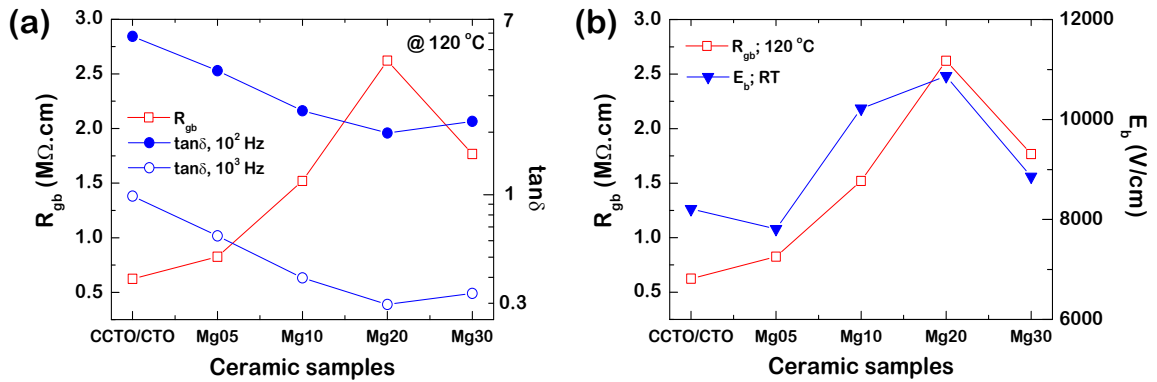 (a)
3.0
2.5
2.0
1.5
1.0
0.5
R_gb (MΩ.cm)
@ 120 °C
R_gb
tanδ, 10² Hz
tanδ, 10³ Hz
7
1
0.3
tanδ
CCTO/CTO Mg05 Mg10 Mg20 Mg30
Ceramic samples
(b)
3.0
2.5
2.0
1.5
1.0
0.5
R_gb (MΩ.cm)
R_gb; 120 °C
E_b; RT
12000
10000
8000
6000
E_b (V/cm)
CCTO/CTO Mg05 Mg10 Mg20 Mg30
Ceramic samples